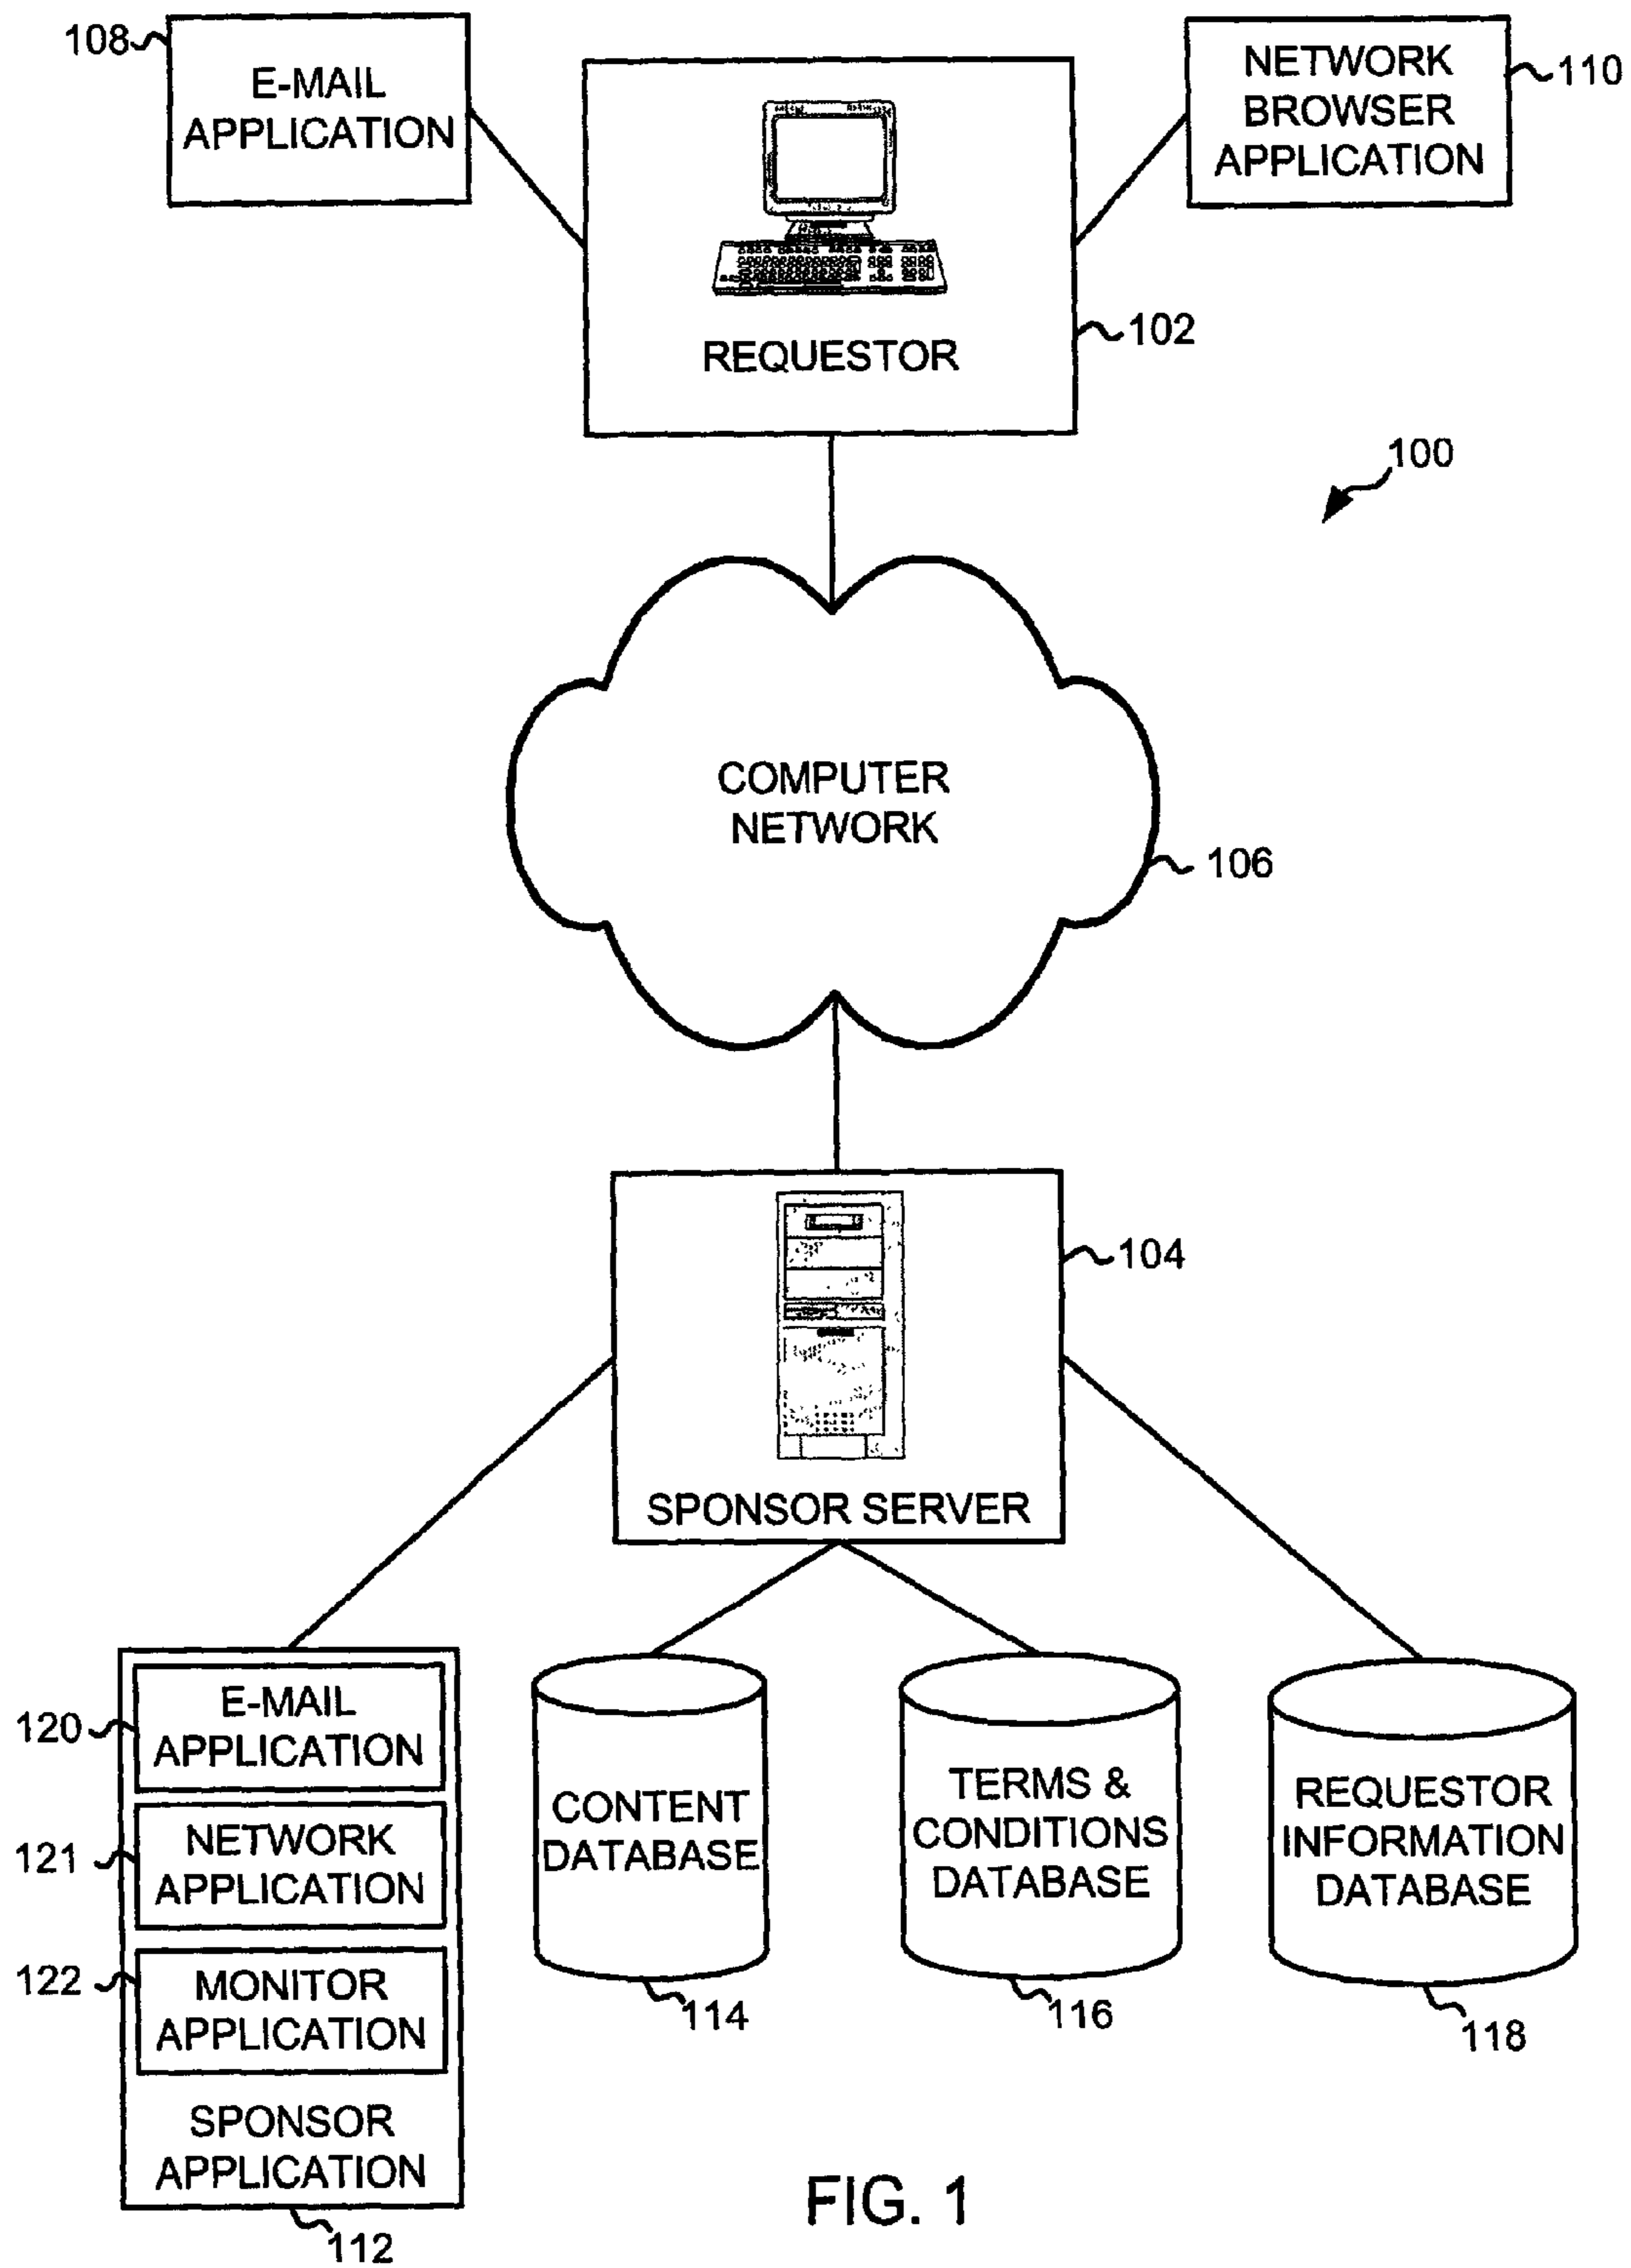 108
E-MAIL
APPLICATION
NETWORK
BROWSER
APPLICATION
110
REQUESTOR
102
100
COMPUTER
NETWORK
106
104
SPONSOR SERVER
120
E-MAIL
APPLICATION
121
NETWORK
APPLICATION
122
MONITOR
APPLICATION
SPONSOR
APPLICATION
112
CONTENT
DATABASE
114
TERMS &
CONDITIONS
DATABASE
116
REQUESTOR
INFORMATION
DATABASE
118
FIG. 1